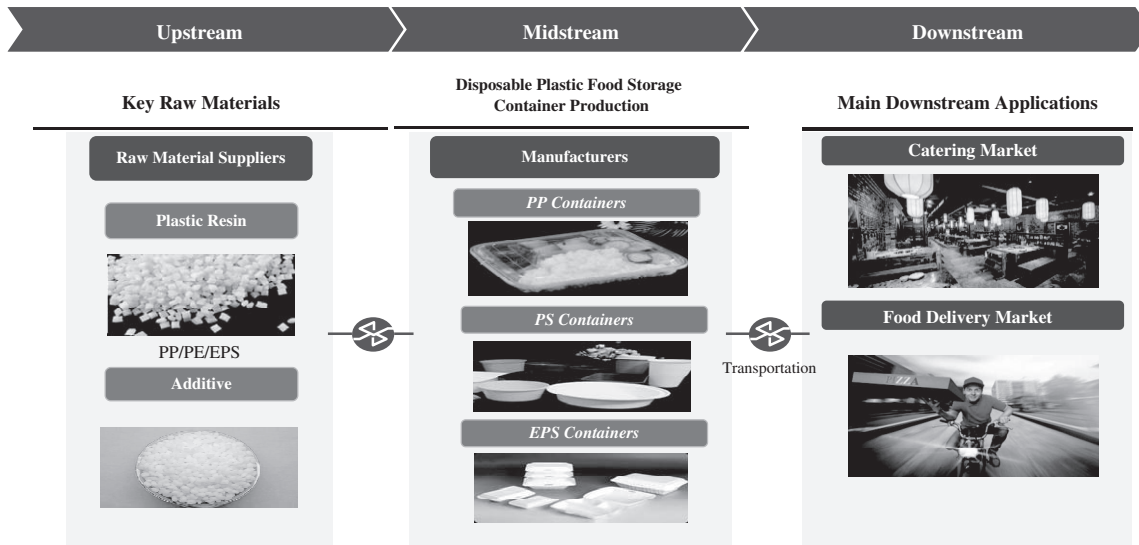 Upstream
Midstream
Downstream
Key Raw Materials
Disposable Plastic Food Storage
Container Production
Main Downstream Applications
Raw Material Suppliers
Plastic Resin
PP/PE/EPS
Additive
Manufacturers
PP Containers
PS Containers
EPS Containers
Transportation
Catering Market
Food Delivery Market
PIZZA